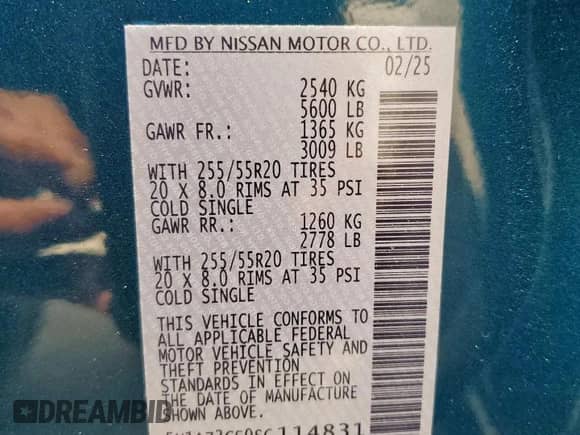 MFD BY NISSAN MOTOR CO., LTD.
DATE: 02/25
GVWR: 2540 KG
5600 LB
GAWR FR.: 1365 KG
3009 LB
WITH 255/55R20 TIRES
20 X 8.0 RIMS AT 35 PSI
COLD SINGLE
GAWR RR.: 1260 KG
2778 LB
WITH 255/55R20 TIRES
20 X 8.0 RIMS AT 35 PSI
COLD SINGLE
THIS VEHICLE CONFORMS TO
ALL APPLICABLE FEDERAL
MOTOR VEHICLE SAFETY AND
THEFT PREVENTION
STANDARDS IN EFFECT ON
THE DATE OF MANUFACTURE
SHOWN ABOVE.
114831
DREAMBID